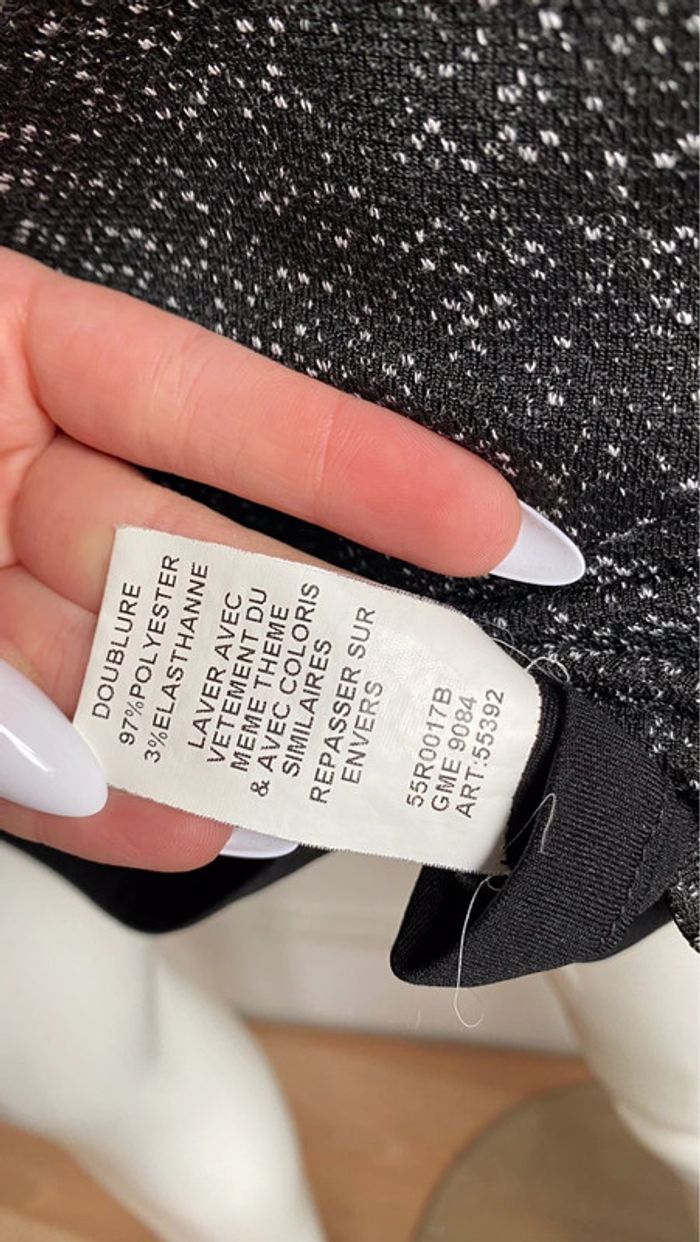 DOUBLURE
97%POLYESTER
3%ELASTHANNE
LAVER AVEC
VETEMENT DU
MEME THEME
& AVEC COLORIS
SIMILAIRES
REPASSER SUR
ENVERS
55R0017B
GME 9084
ART:55392